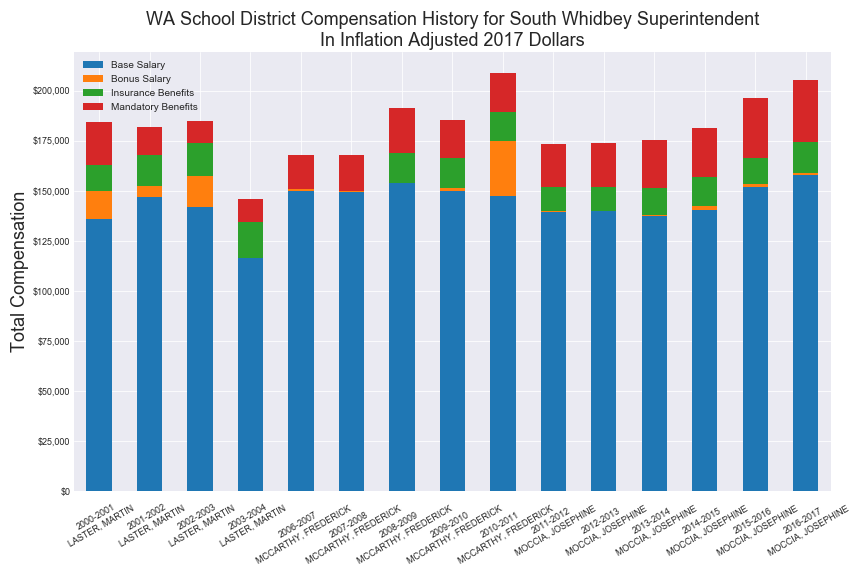 WA School District Compensation History for South Whidbey Superintendent
In Inflation Adjusted 2017 Dollars
Base Salary
Bonus Salary
Insurance Benefits
Mandatory Benefits
Total Compensation
$200,000
$175,000
$150,000
$125,000
$100,000
$75,000
$50,000
$25,000
$0
2000-2001
LASTER, MARTIN
2001-2002
LASTER, MARTIN
2002-2003
LASTER, MARTIN
2003-2004
LASTER, MARTIN
2006-2007
MCCARTHY, FREDERICK
2007-2008
MCCARTHY, FREDERICK
2008-2009
MCCARTHY, FREDERICK
2009-2010
MCCARTHY, FREDERICK
2010-2011
MCCARTHY, FREDERICK
2011-2012
MOCCIA, JOSEPHINE
2012-2013
MOCCIA, JOSEPHINE
2013-2014
MOCCIA, JOSEPHINE
2014-2015
MOCCIA, JOSEPHINE
2015-2016
MOCCIA, JOSEPHINE
2016-2017
MOCCIA, JOSEPHINE